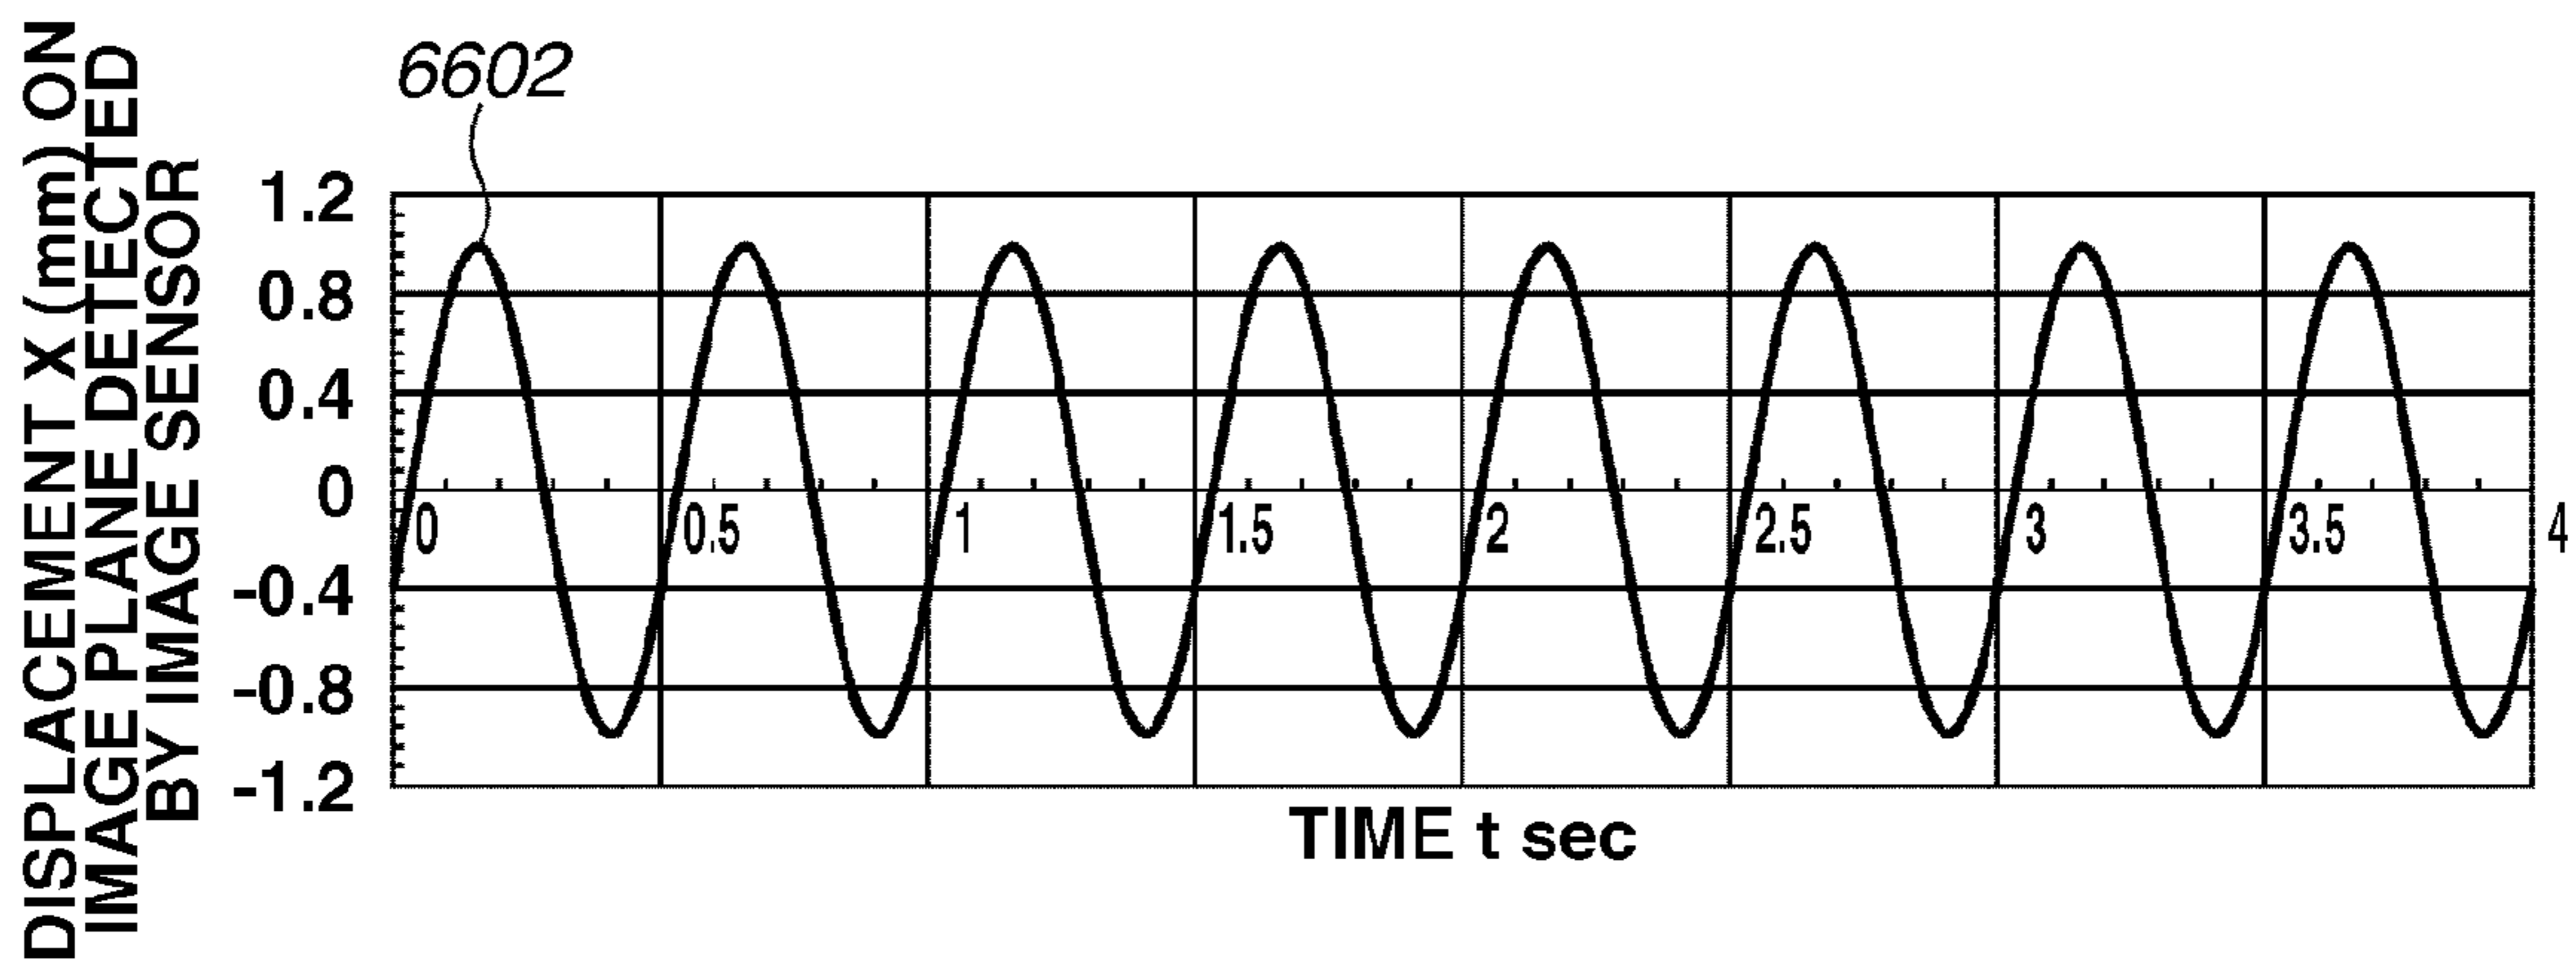 DISPLACEMENT X (mm) ON
IMAGE PLANE DETECTED
BY IMAGE SENSOR
6602
1.2
0.8
0.4
0
-0.4
-0.8
-1.2
0 0.5 1 1.5 2 2.5 3 3.5 4
TIME t sec